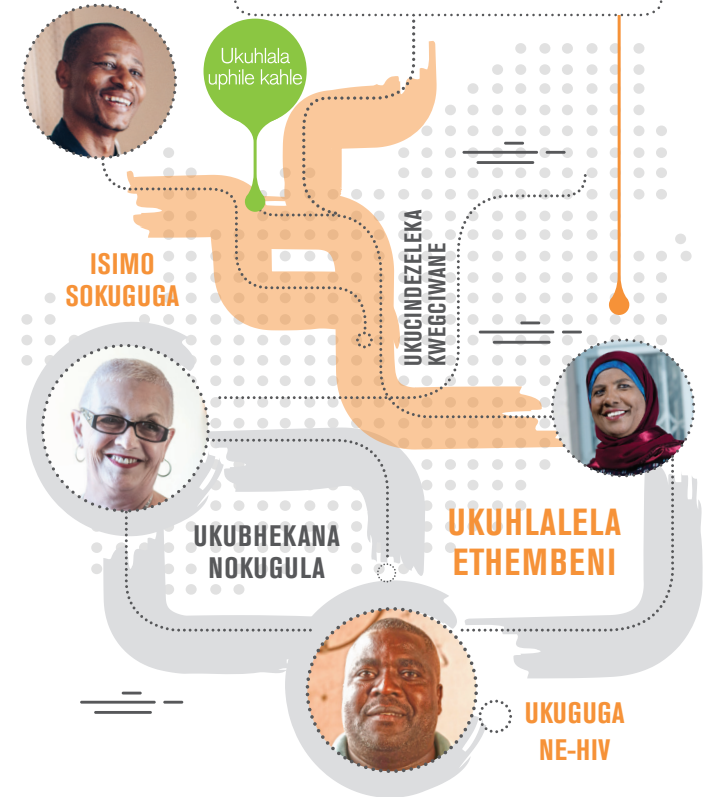 Ukuhlala
uphile kahle
ISIMO
SOKUGUGA
UKUCINDEZELEKA
KWEGCIWANE
UKUBHEKANA
NOKUGULA
UKUHLALELA
ETHEMBENI
UKUGUGA
NE-HIV